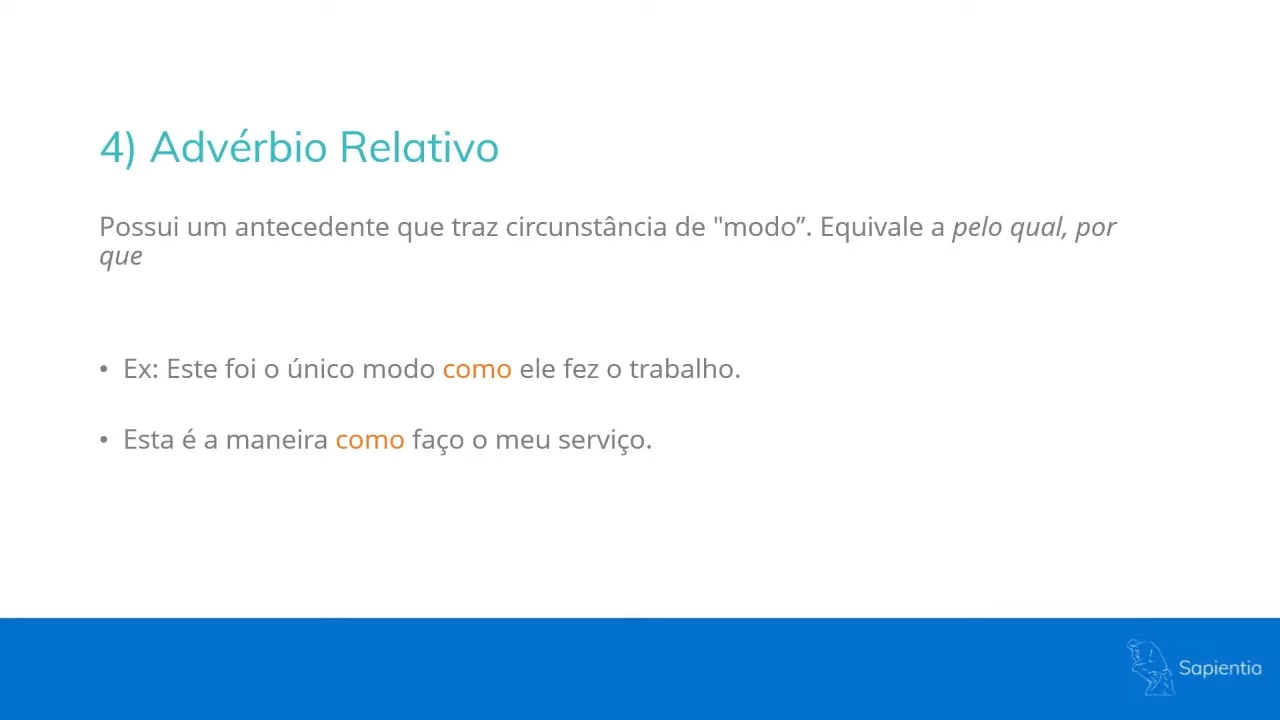 4) Advérbio Relativo
Possui um antecedente que traz circunstância de "modo”. Equivale a pelo qual, por
que
• Ex: Este foi o único modo como ele fez o trabalho.
• Esta é a maneira como faço o meu serviço.
Sapientia